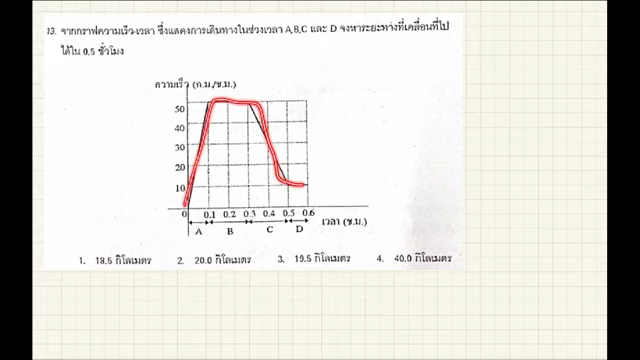 13. จากกราฟความเร็ว-เวลา ซึ่งแสดงการเดินทางในช่วงเวลา A,B,C และ D จงหาระยะทางที่เคลื่อนที่ไป
ได้ใน 0.5 ชั่วโมง
ความเร็ว (ก.ม./ช.ม.)
50
40
30
20
10
0 0.1 0.2 0.3 0.4 0.5 0.6
เวลา (ช.ม.)
A B C D
1. 18.5 กิโลเมตร 2. 20.0 กิโลเมตร 3. 19.5 กิโลเมตร 4. 40.0 กิโลเมตร